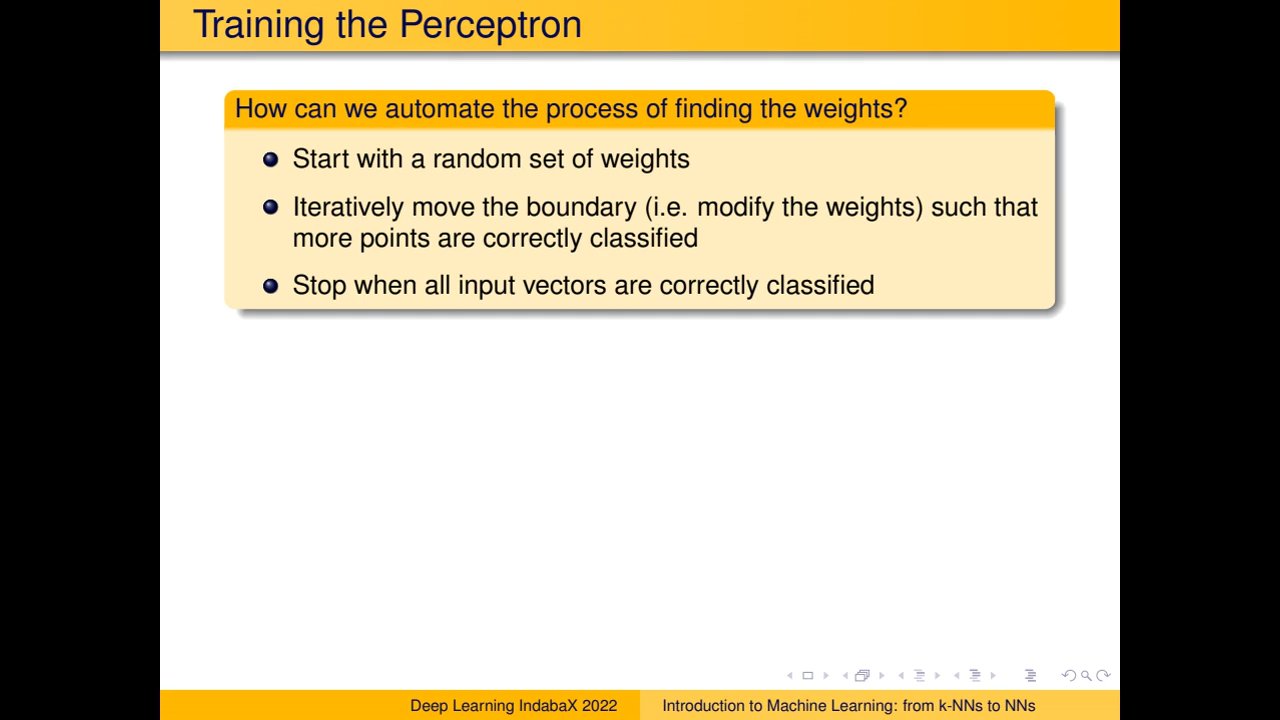 Training the Perceptron
How can we automate the process of finding the weights?
Start with a random set of weights
Iteratively move the boundary (i.e. modify the weights) such that
more points are correctly classified
Stop when all input vectors are correctly classified
Deep Learning IndabaX 2022
Introduction to Machine Learning: from k-NNs to NNs